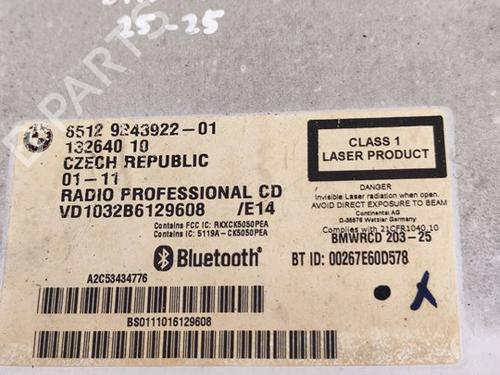 25-25
6512 9243922-01
132640 10
CZECH REPUBLIC
01-11
RADIO PROFESSIONAL CD
VD1032B6129608 /E14
Contains FCC IC: RKXCK5050PEA
Contains IC: 5119A-CK5050PEA
Bluetooth
A2C53434776
BS0111016129608
CLASS 1
LASER PRODUCT
DANGER
Invisible Laser radiation when open.
AVOID DIRECT EXPOSURE TO BEAM
Continental AG
D-35576 Wetzlar Germany
Complies with 21CFR1040.10
BMWRCD 203-25
BT ID: 00267E60D578